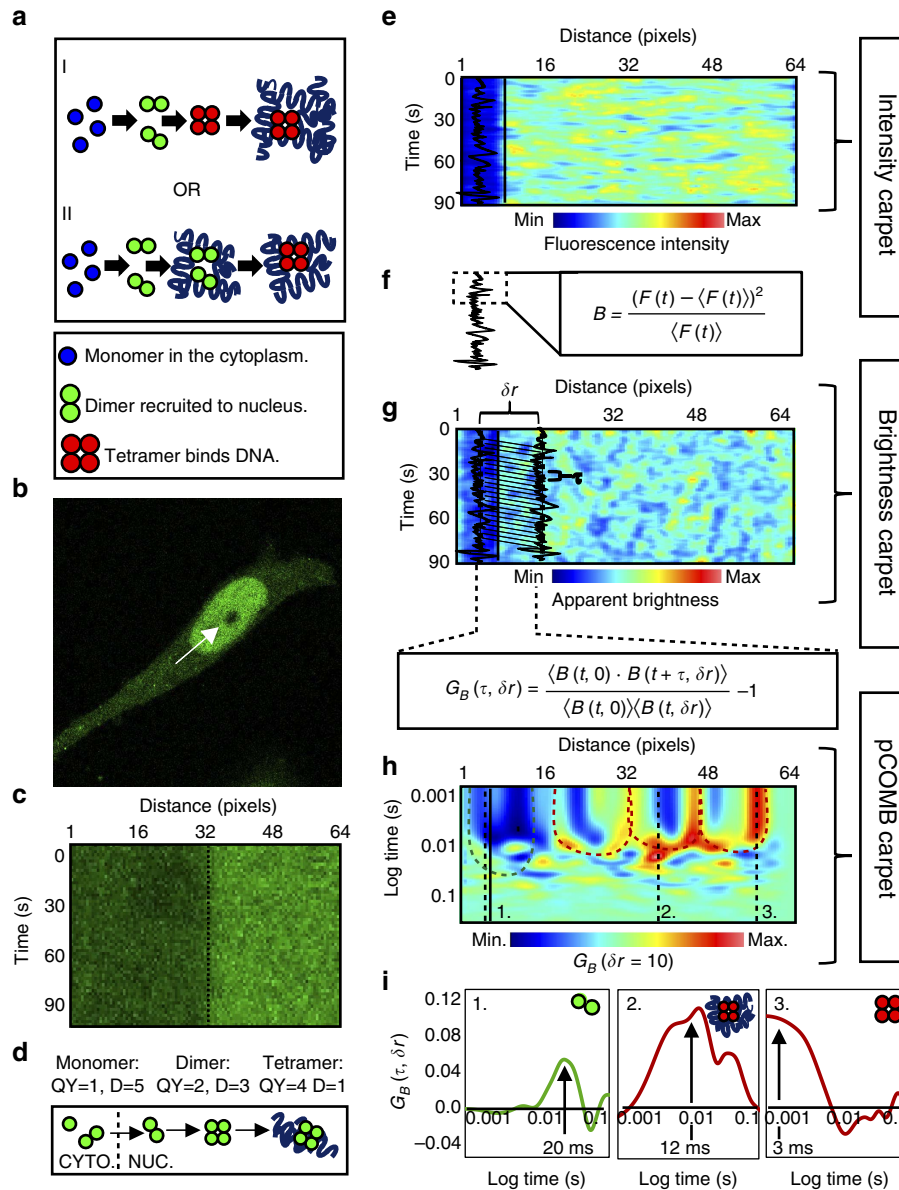 a
I
OR
II
Monomer in the cytoplasm.
Dimer recruited to nucleus.
Tetramer binds DNA.
b
c
Distance (pixels)
1 16 32 48 64
Time (s)
0
30
60
90
d
Monomer: Dimer: Tetramer:
QY=1, D=5 QY=2, D=3 QY=4 D=1
CYTO. NUC.
e
Distance (pixels)
1 16 32 48 64
Time (s)
0
30
60
90
Min Max
Fluorescence intensity
Intensity carpet
f
B = (F (t) − ⟨F (t)⟩)² / ⟨F (t)⟩
Distance (pixels)
g
δr
1 32 48 64
Time (s)
0
30
60
90
τ
Min Max
Apparent brightness
Brightness carpet
G_B (τ, δr) = ⟨B (t, 0) · B (t + τ, δr)⟩ / ⟨B (t, 0)⟩⟨B (t, δr)⟩ −1
Distance (pixels)
h
1 16 32 48 64
Log time (s)
0.001
0.01
0.1
1. 2. 3.
Min. Max.
G_B (δr = 10)
pCOMB carpet
i
G_B (τ, δr)
0.12
0.08
0.04
0.0
−0.04
1. 2. 3.
0.001 0.01 0.1 0.001 0.01 0.1 0.001 0.01 0.1
20 ms 12 ms 3 ms
Log time (s) Log time (s) Log time (s)